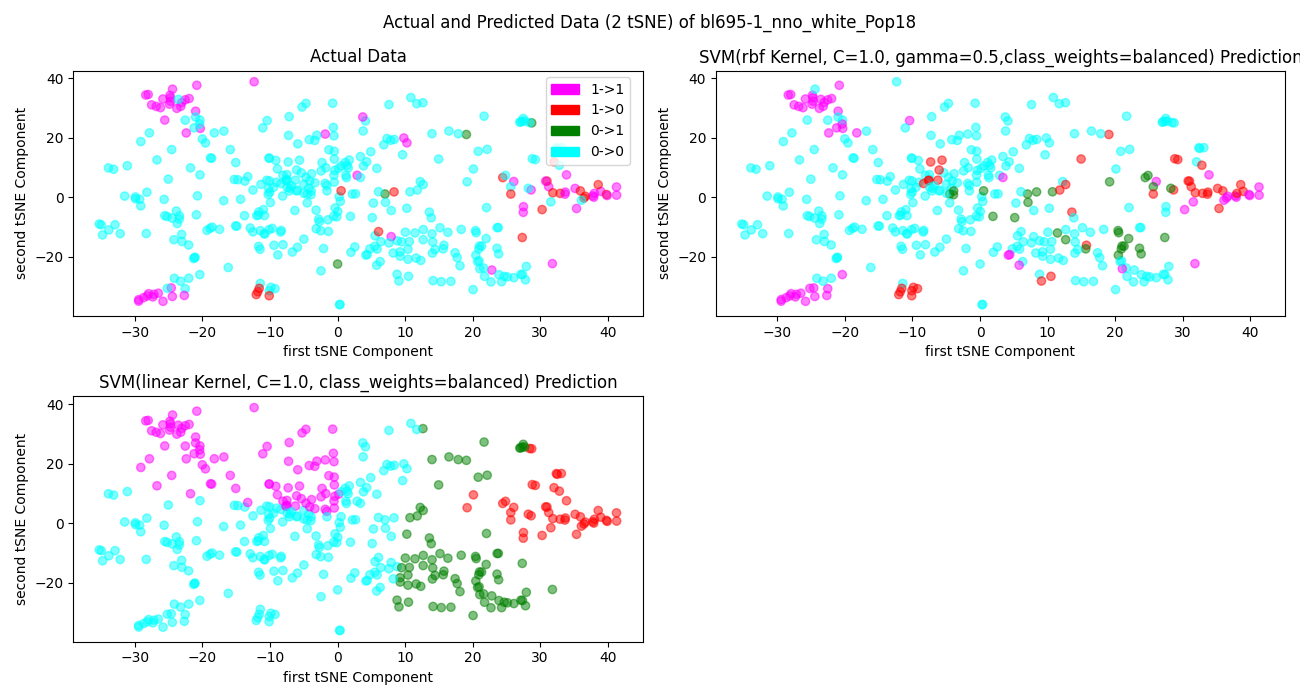 Actual and Predicted Data (2 tSNE) of bl695-1_nno_white_Pop18
Actual Data
second tSNE Component
40
20
0
−20
−30 −20 −10 0 10 20 30 40
first tSNE Component
1->1
1->0
0->1
0->0
SVM(rbf Kernel, C=1.0, gamma=0.5,class_weights=balanced) Prediction
second tSNE Component
40
20
0
−20
−30 −20 −10 0 10 20 30 40
first tSNE Component
SVM(linear Kernel, C=1.0, class_weights=balanced) Prediction
second tSNE Component
40
20
0
−20
−30 −20 −10 0 10 20 30 40
first tSNE Component